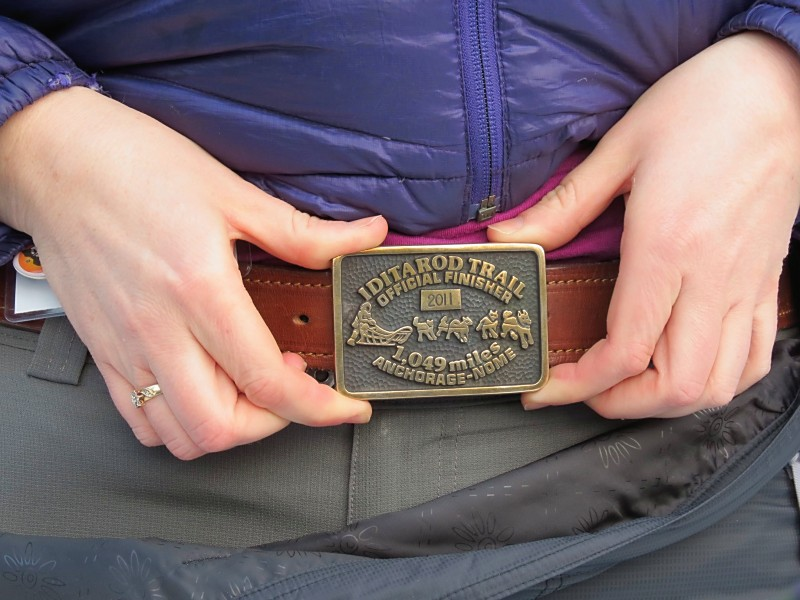 IDITAROD TRAIL
OFFICIAL FINISHER
2011
1,049 miles
ANCHORAGE-NOME